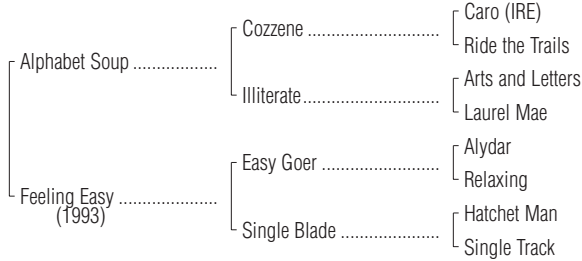 Caro (IRE)
Cozzene ........................
Ride the Trails
Alphabet Soup ................
Arts and Letters
Illiterate.........................
Laurel Mae
Alydar
Easy Goer ......................
Relaxing
Feeling Easy ..................
(1993)
Hatchet Man
Single Blade ..................
Single Track